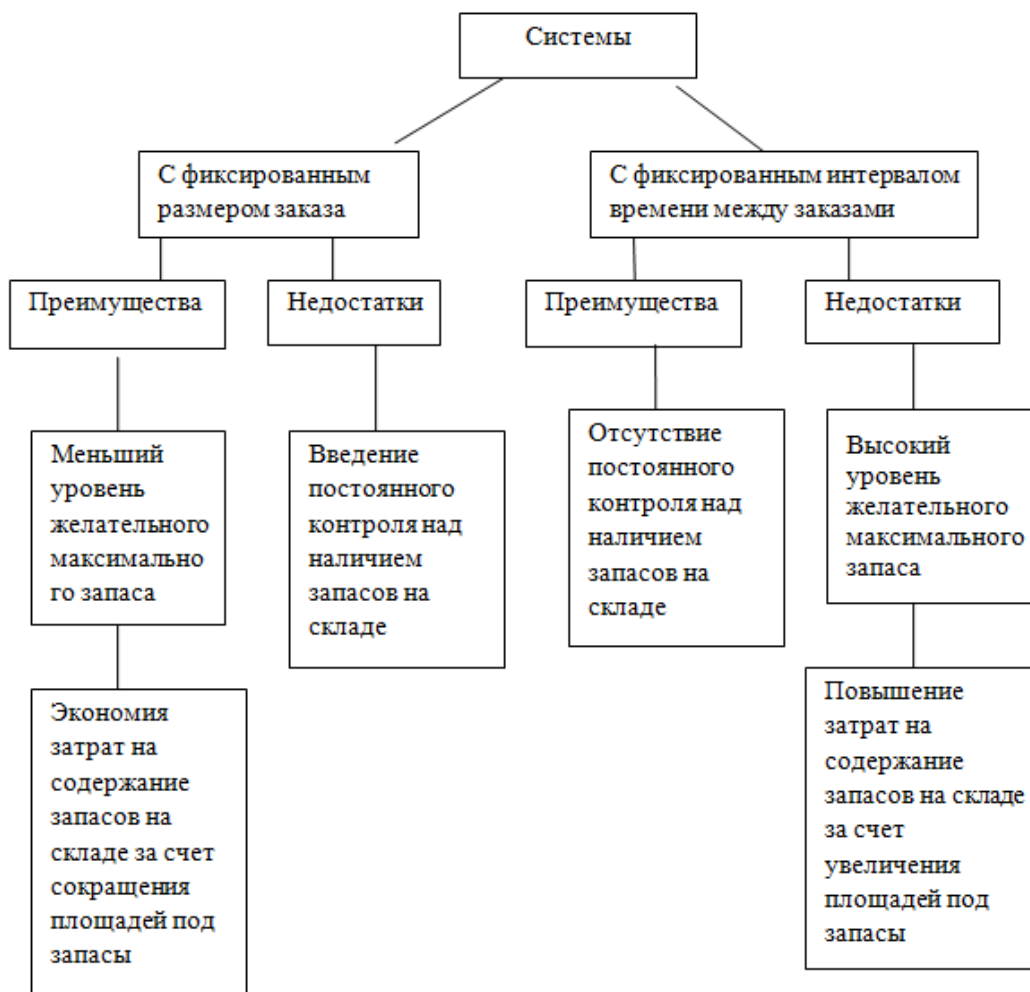 Системы
С фиксированным
размером заказа
С фиксированным интервалом
времени между заказами
Преимущества
Недостатки
Преимущества
Недостатки
Меньший
уровень
желательного
максимально
го запаса
Введение
постоянного
контроля над
наличием
запасов на
складе
Отсутствие
постоянного
контроля над
наличием
запасов на
складе
Высокий
уровень
желательного
максимального
запаса
Экономия
затрат на
содержание
запасов на
складе за счет
сокращения
площадей под
запасы
Повышение
затрат на
содержание
запасов на складе
за счет
увеличения
площадей под
запасы